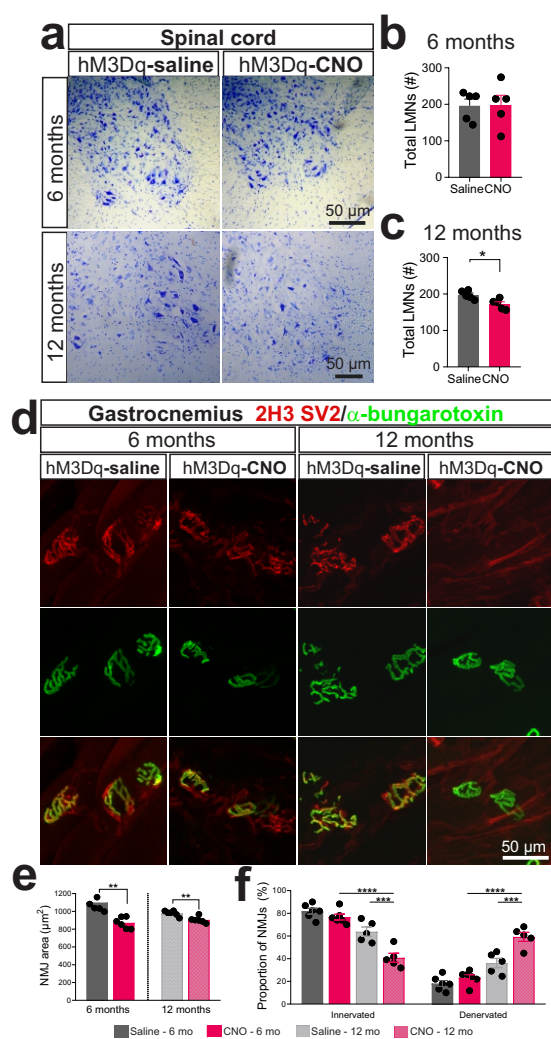 a
Spinal cord
hM3Dq-saline
hM3Dq-CNO
6 months
50 µm
12 months
50 µm
b
6 months
Total LMNs (#)
300
200
100
0
Saline
CNO
c
12 months
*
Total LMNs (#)
300
200
100
0
Saline
CNO
d
Gastrocnemius 2H3 SV2/α-bungarotoxin
6 months
12 months
hM3Dq-saline
hM3Dq-CNO
hM3Dq-saline
hM3Dq-CNO
50 µm
e
NMJ area (µm²)
1200
1000
800
600
400
200
0
**
**
6 months
12 months
f
Proportion of NMJs (%)
100
80
60
40
20
0
****
***
****
***
Innervated
Denervated
Saline - 6 mo
CNO - 6 mo
Saline - 12 mo
CNO - 12 mo